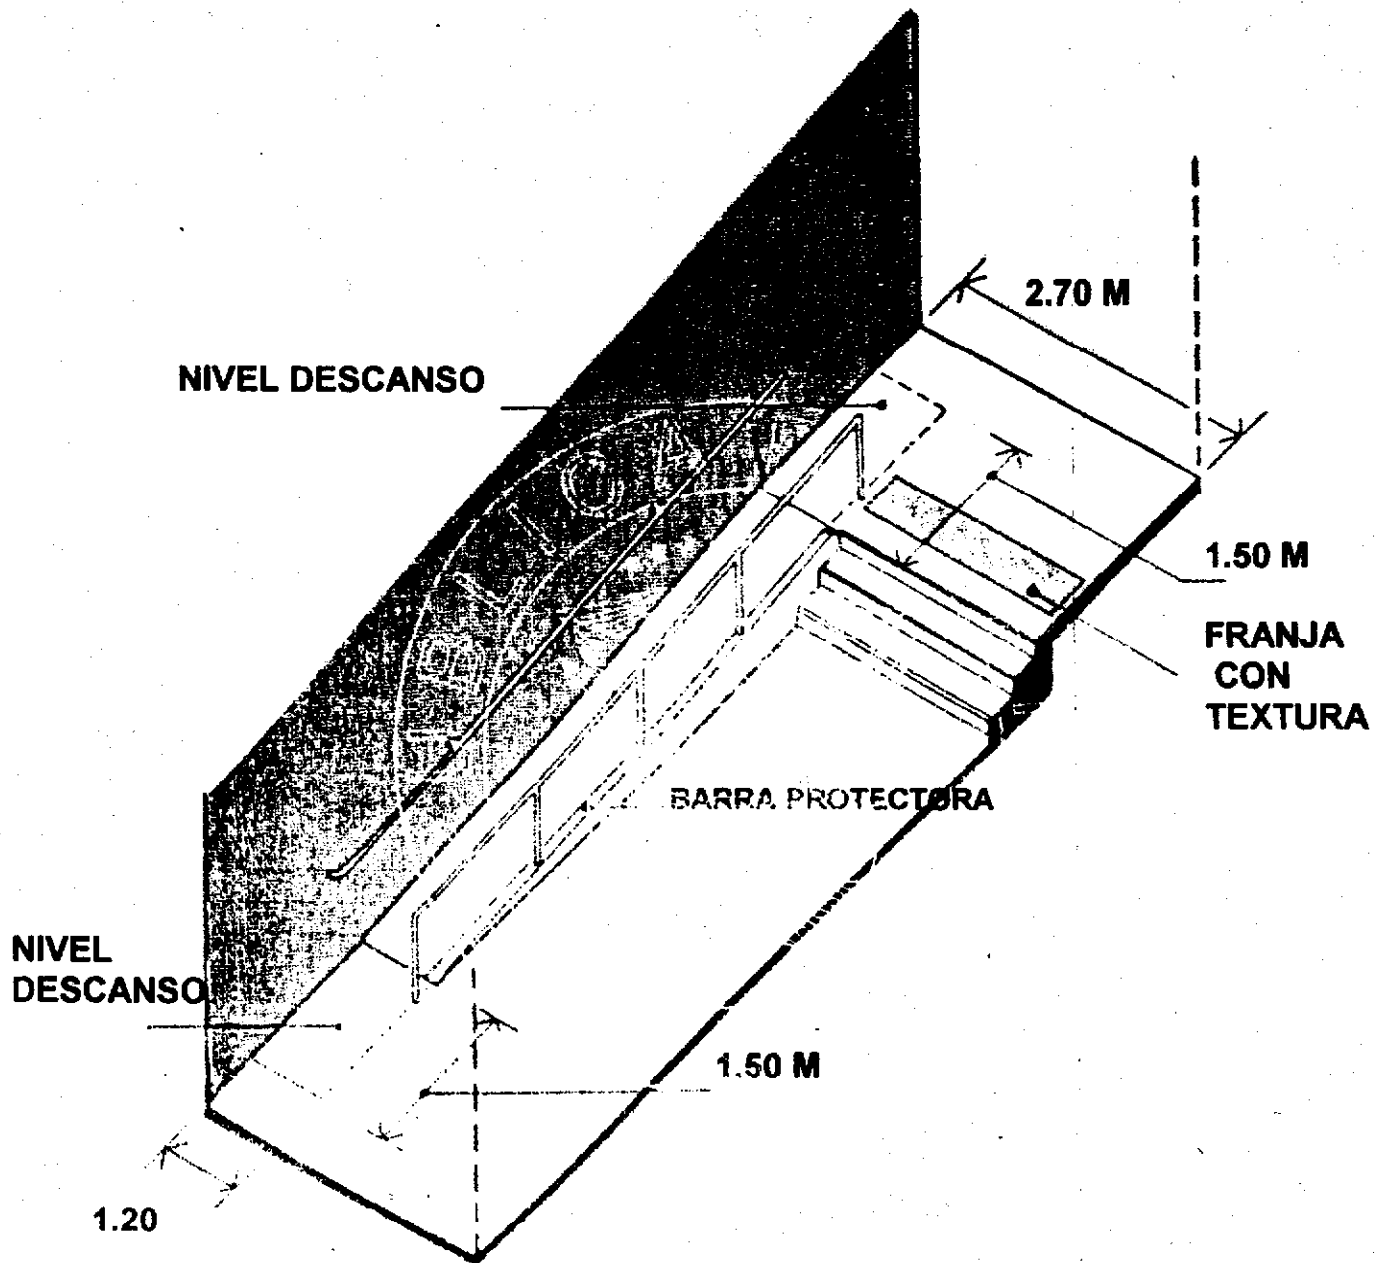 2.70 M
NIVEL DESCANSO
1.50 M
FRANJA
CON
TEXTURA
BARRA PROTECTORA
NIVEL
DESCANSO
1.50 M
1.20